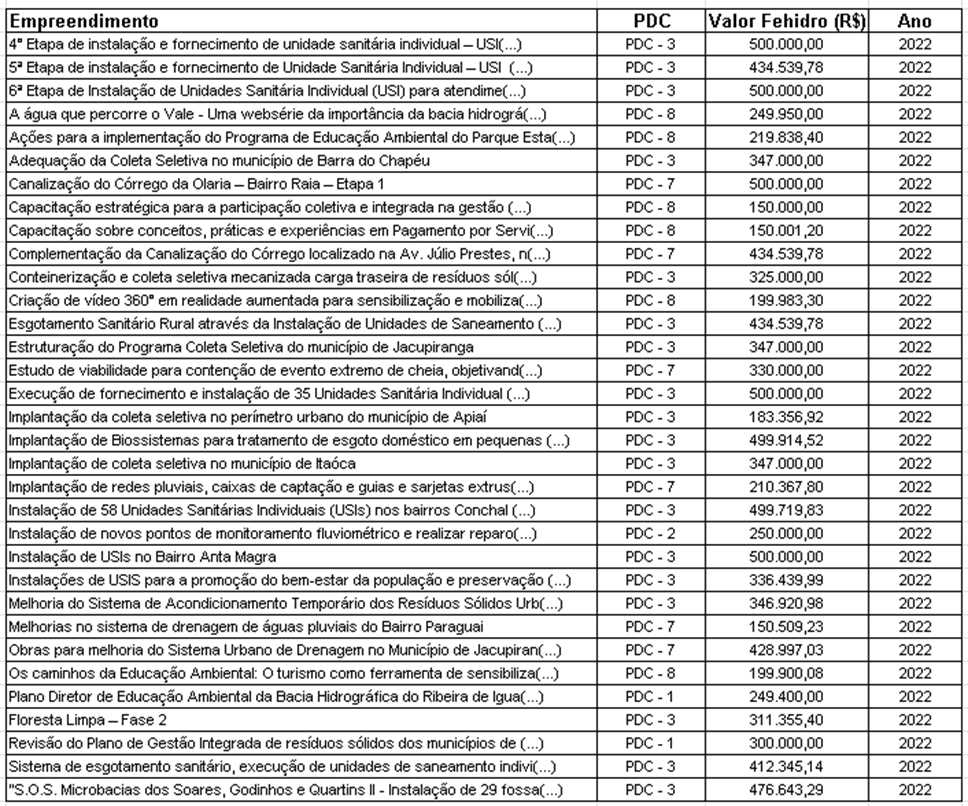 Empreendimento PDC Valor Fehidro (R$) Ano
4ª Etapa de instalação e fornecimento de unidade sanitária individual – USI(...) PDC - 3 500.000,00 2022
5ª Etapa de instalação e fornecimento de Unidade Sanitária Individual – USI (...) PDC - 3 434.539,78 2022
6ª Etapa de Instalação de Unidades Sanitária Individual (USI) para atendime(...) PDC - 3 500.000,00 2022
A água que percorre o Vale - Uma websérie da importância da bacia hidrográ(...) PDC - 8 249.950,00 2022
Ações para a implementação do Programa de Educação Ambiental do Parque Esta(...) PDC - 8 219.838,40 2022
Adequação da Coleta Seletiva no município de Barra do Chapéu PDC - 3 347.000,00 2022
Canalização do Córrego da Olaria – Bairro Raia – Etapa 1 PDC - 7 500.000,00 2022
Capacitação estratégica para a participação coletiva e integrada na gestão (...) PDC - 8 150.000,00 2022
Capacitação sobre conceitos, práticas e experiências em Pagamento por Servi(...) PDC - 8 150.001,20 2022
Complementação da Canalização do Córrego localizado na Av. Júlio Prestes, n(...) PDC - 7 434.539,78 2022
Conteinerização e coleta seletiva mecanizada carga traseira de resíduos sól(...) PDC - 3 325.000,00 2022
Criação de vídeo 360° em realidade aumentada para sensibilização e mobiliza(...) PDC - 8 199.983,30 2022
Esgotamento Sanitário Rural através da Instalação de Unidades de Saneamento (...) PDC - 3 434.539,78 2022
Estruturação do Programa Coleta Seletiva do município de Jacupiranga PDC - 3 347.000,00 2022
Estudo de viabilidade para contenção de evento extremo de cheia, objetivand(...) PDC - 7 330.000,00 2022
Execução de fornecimento e instalação de 35 Unidades Sanitária Individual (...) PDC - 3 500.000,00 2022
Implantação da coleta seletiva no perímetro urbano do município de Apiaí PDC - 3 183.356,92 2022
Implantação de Biossistemas para tratamento de esgoto doméstico em pequenas (...) PDC - 3 499.914,52 2022
Implantação de coleta seletiva no município de Itaóca PDC - 3 347.000,00 2022
Implantação de redes pluviais, caixas de captação e guias e sarjetas extrus(...) PDC - 7 210.367,80 2022
Instalação de 58 Unidades Sanitárias Individuais (USIs) nos bairros Conchal (...) PDC - 3 499.719,83 2022
Instalação de novos pontos de monitoramento fluviométrico e realizar reparo(...) PDC - 2 250.000,00 2022
Instalação de USIs no Bairro Anta Magra PDC - 3 500.000,00 2022
Instalações de USIS para a promoção do bem-estar da população e preservação (...) PDC - 3 336.439,99 2022
Melhoria do Sistema de Acondicionamento Temporário dos Resíduos Sólidos Urb(...) PDC - 3 346.920,98 2022
Melhorias no sistema de drenagem de águas pluviais do Bairro Paraguai PDC - 7 150.509,23 2022
Obras para melhoria do Sistema Urbano de Drenagem no Município de Jacupiran(...) PDC - 7 428.997,03 2022
Os caminhos da Educação Ambiental: O turismo como ferramenta de sensibiliza(...) PDC - 8 199.900,08 2022
Plano Diretor de Educação Ambiental da Bacia Hidrográfica do Ribeira de Igua(...) PDC - 1 249.400,00 2022
Floresta Limpa – Fase 2 PDC - 3 311.355,40 2022
Revisão do Plano de Gestão Integrada de resíduos sólidos dos municípios de (...) PDC - 1 300.000,00 2022
Sistema de esgotamento sanitário, execução de unidades de saneamento indivi(...) PDC - 3 412.345,14 2022
"S.O.S. Microbacias dos Soares, Godinhos e Quartins II - Instalação de 29 fossa(...) PDC - 3 476.643,29 2022